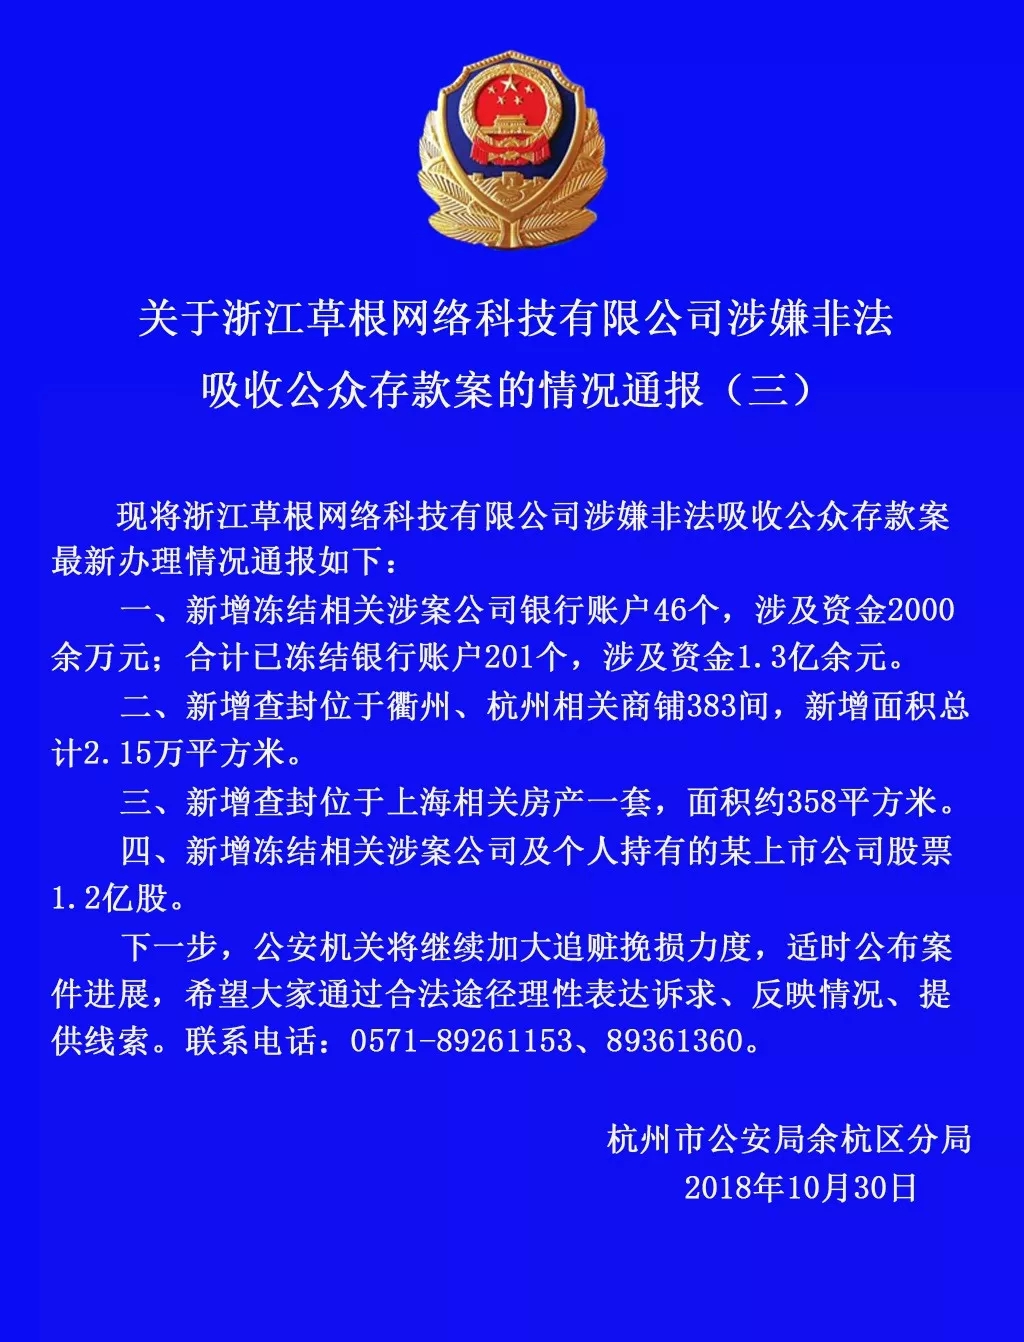 关于浙江草根网络科技有限公司涉嫌非法
吸收公众存款案的情况通报（三）
现将浙江草根网络科技有限公司涉嫌非法吸收公众存款案
最新办理情况通报如下：
一、新增冻结相关涉案公司银行账户46个，涉及资金2000
余万元；合计已冻结银行账户201个，涉及资金1.3亿余元。
二、新增查封位于衢州、杭州相关商铺383间，新增面积总
计2.15万平方米。
三、新增查封位于上海相关房产一套，面积约358平方米。
四、新增冻结相关涉案公司及个人持有的某上市公司股票
1.2亿股。
下一步，公安机关将继续加大追赃挽损力度，适时公布案
件进展，希望大家通过合法途径理性表达诉求、反映情况、提
供线索。联系电话：0571-89261153、89361360。
杭州市公安局余杭区分局
2018年10月30日